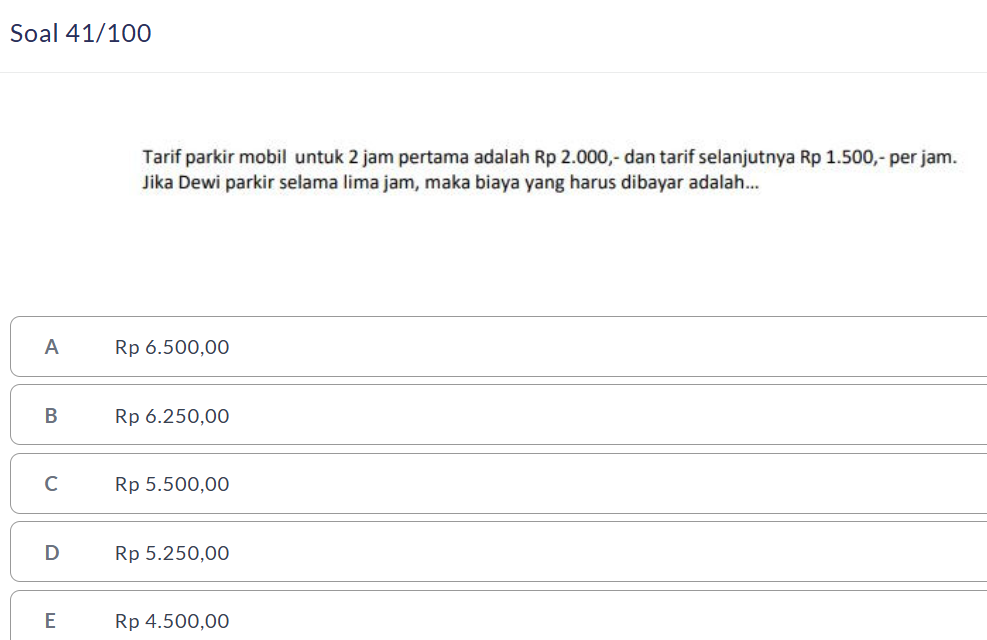 Soal 41/100
Tarif parkir mobil untuk 2 jam pertama adalah Rp 2.000,- dan tarif selanjutnya Rp 1.500,- per jam.
Jika Dewi parkir selama lima jam, maka biaya yang harus dibayar adalah...
A Rp 6.500,00
B Rp 6.250,00
C Rp 5.500,00
D Rp 5.250,00
E Rp 4.500,00